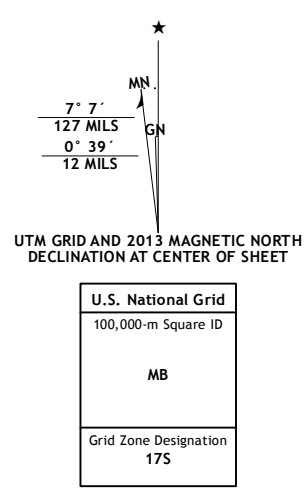 ★
MN
7° 7´
127 MILS
GN
0° 39´
12 MILS
UTM GRID AND 2013 MAGNETIC NORTH
DECLINATION AT CENTER OF SHEET
U.S. National Grid
100,000-m Square ID
MB
Grid Zone Designation
17S